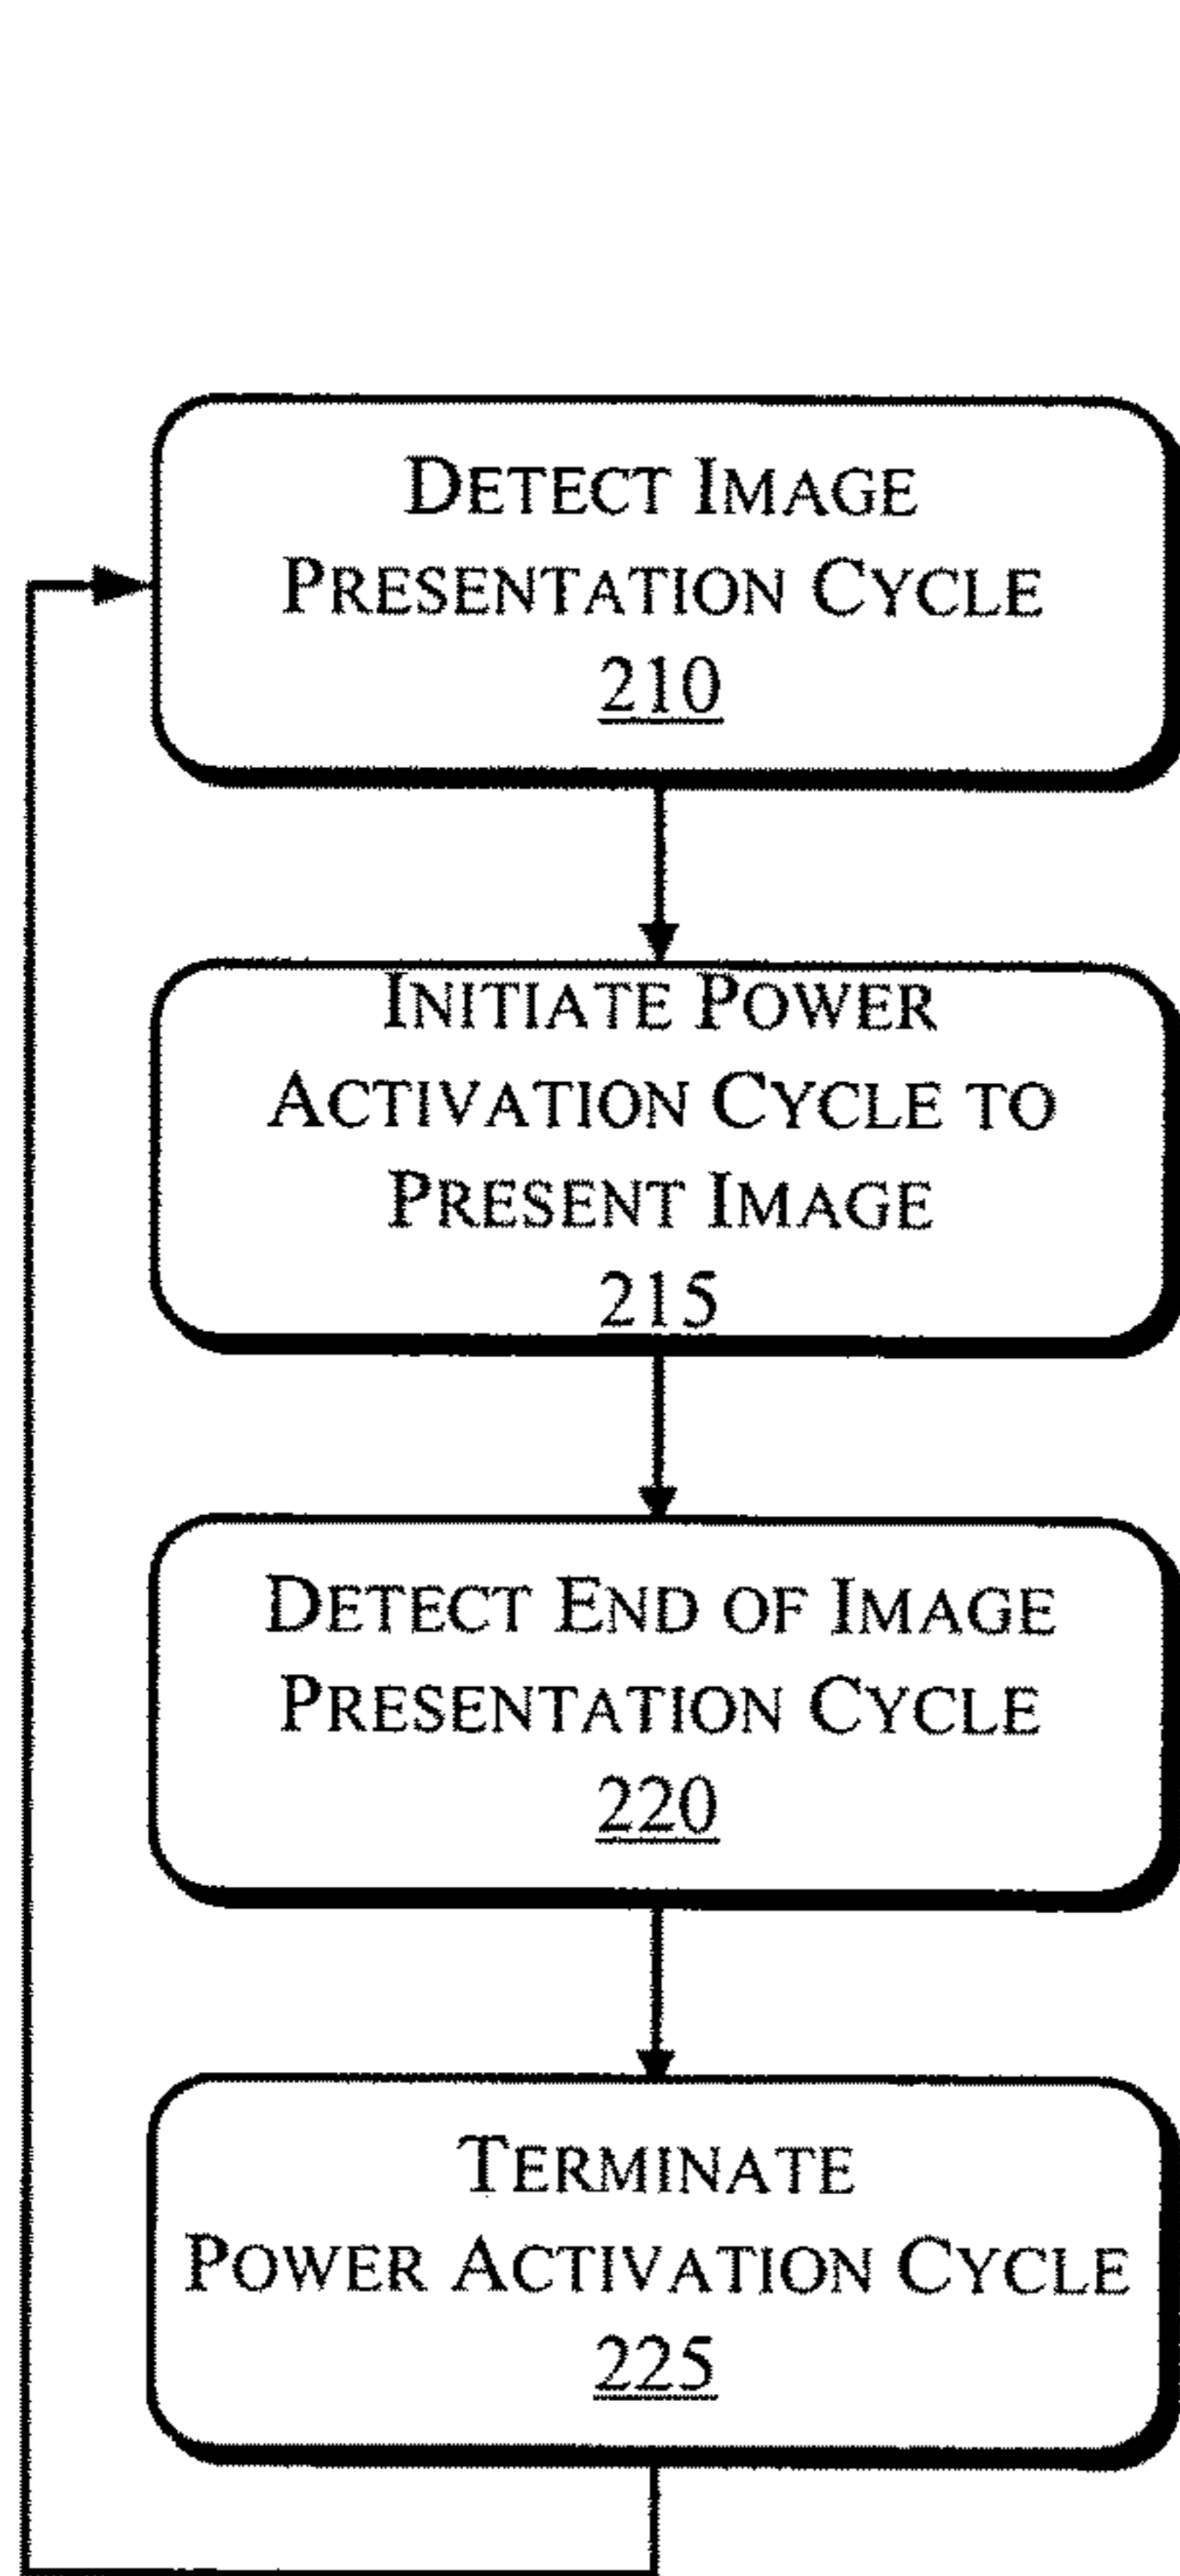 DETECT IMAGE
PRESENTATION CYCLE
210
INITIATE POWER
ACTIVATION CYCLE TO
PRESENT IMAGE
215
DETECT END OF IMAGE
PRESENTATION CYCLE
220
TERMINATE
POWER ACTIVATION CYCLE
225